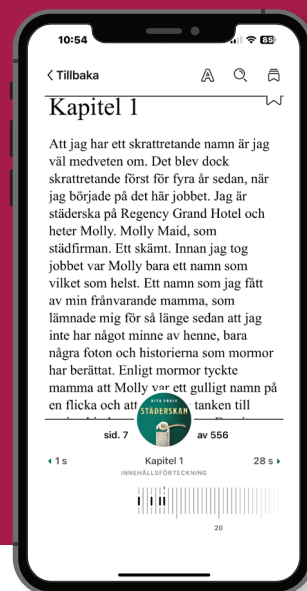 10:54
85
Tillbaka
Kapitel 1
Att jag har ett skrattretande namn är jag
väl medveten om. Det blev dock
skrattretande först för fyra år sedan, när
jag började på det här jobbet. Jag är
städerska på Regency Grand Hotel och
heter Molly. Molly Maid, som
städfirman. Ett skämt. Innan jag tog
jobbet var Molly bara ett namn som
vilket som helst. Ett namn som jag fått
av min frånvarande mamma, som
lämnade mig för så länge sedan att jag
inte har något minne av henne, bara
några foton och historierna som mormor
har berättat. Enligt mormor tyckte
mamma att Molly var ett gulligt namn på
en flicka och att tanken till
NITA PROSE
STÄDERSKAN
sid. 7 av 556
1 s Kapitel 1 28 s
INNEHÅLLSFÖRTECKNING
20